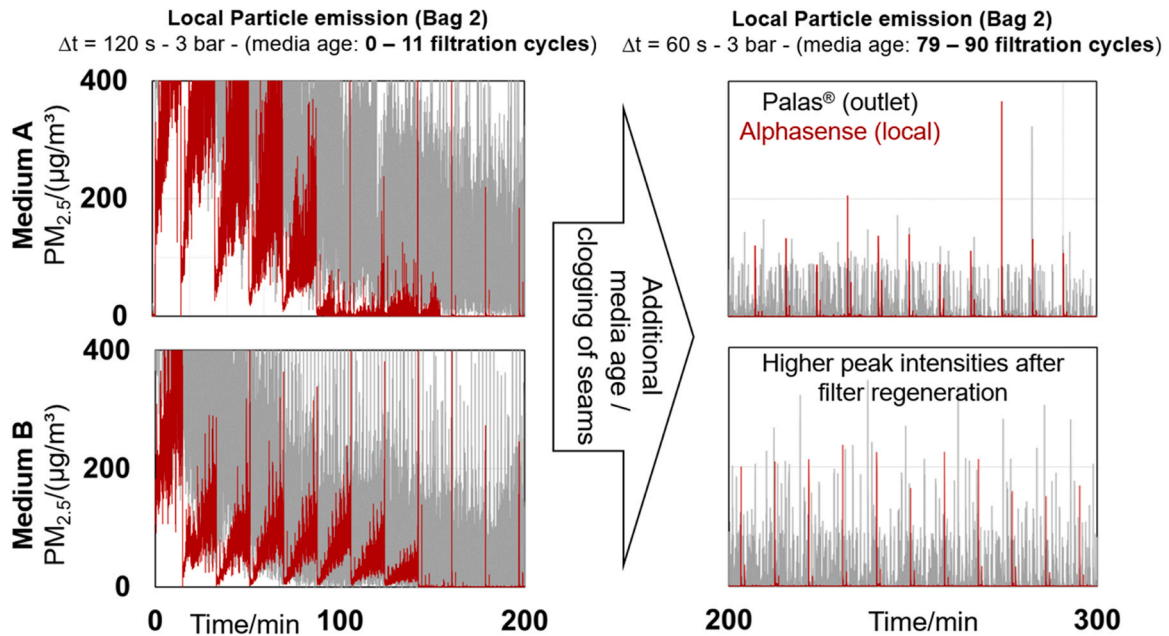 Local Particle emission (Bag 2)
Δt = 120 s - 3 bar - (media age: 0 – 11 filtration cycles)
Local Particle emission (Bag 2)
Δt = 60 s - 3 bar - (media age: 79 – 90 filtration cycles)
Medium A
PM2.5/(µg/m³)
400
200
0
Additional
media age /
clogging of seams
Palas® (outlet)
Alphasense (local)
Medium B
PM2.5/(µg/m³)
400
200
0
Higher peak intensities after
filter regeneration
0
Time/min
100
200
200
Time/min
300